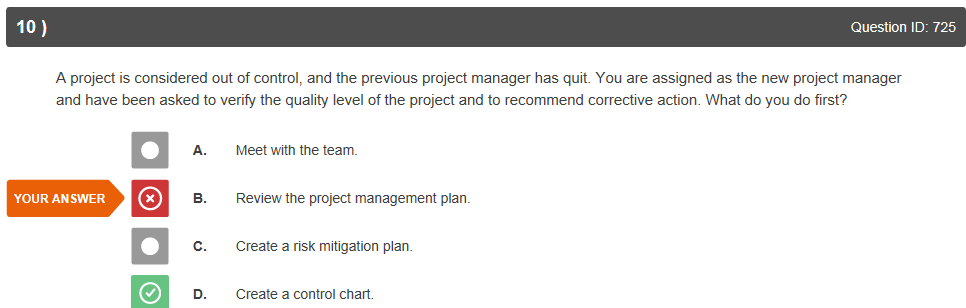 10 )
Question ID: 725
A project is considered out of control, and the previous project manager has quit. You are assigned as the new project manager
and have been asked to verify the quality level of the project and to recommend corrective action. What do you do first?
A. Meet with the team.
YOUR ANSWER B. Review the project management plan.
C. Create a risk mitigation plan.
D. Create a control chart.